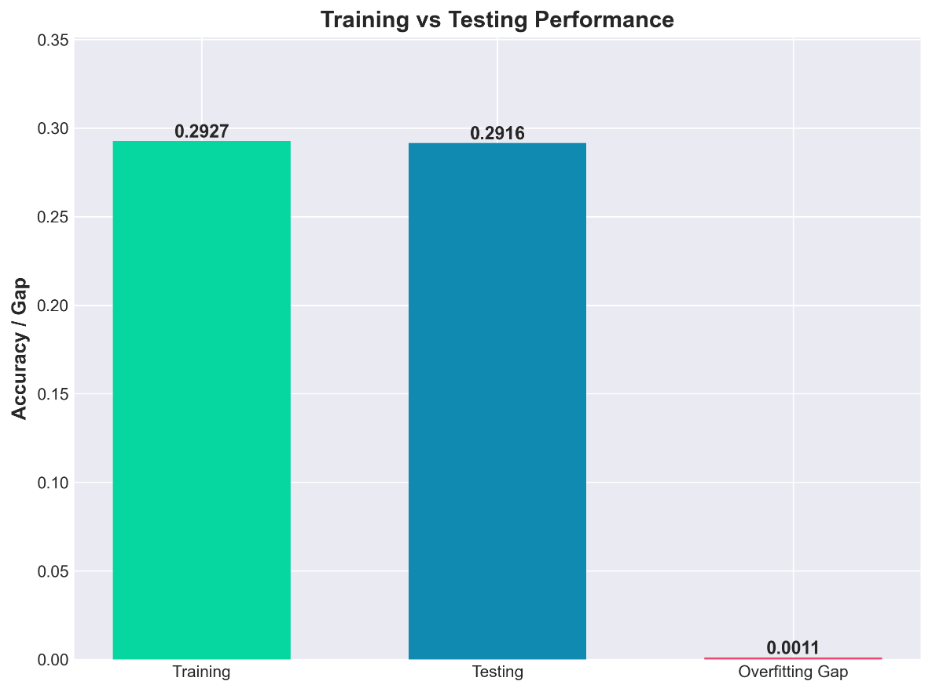 Training vs Testing Performance
Accuracy / Gap
0.35
0.30
0.25
0.20
0.15
0.10
0.05
0.00
0.2927
0.2916
0.0011
Training
Testing
Overfitting Gap